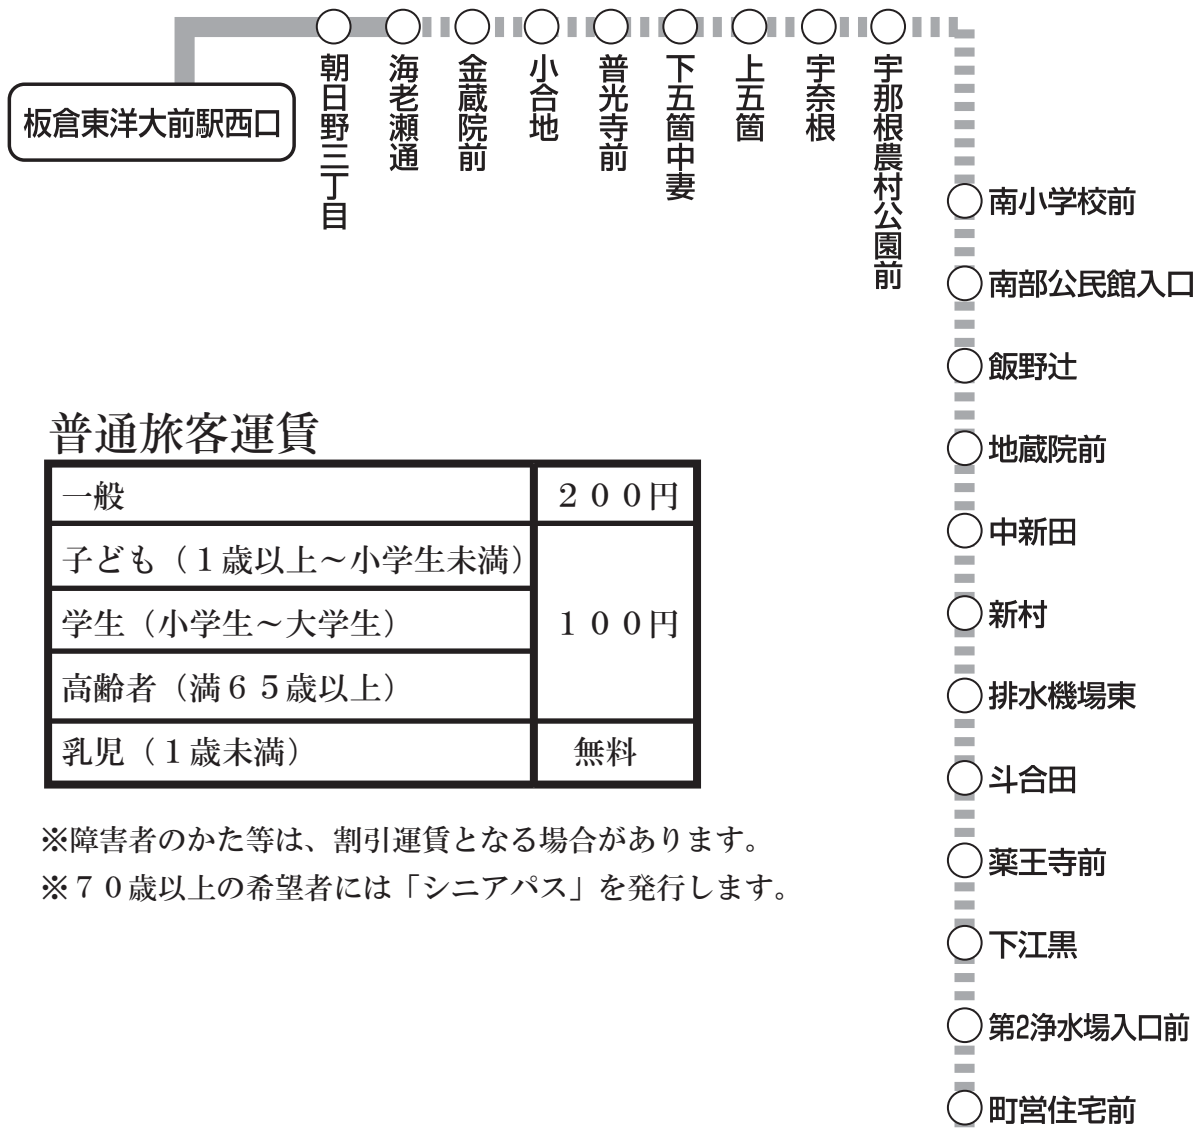 板倉東洋大前駅西口
朝日野三丁目
海老瀬通
金蔵院前
小合地
普光寺前
下五箇中妻
上五箇
宇奈根
宇那根農村公園前
南小学校前
南部公民館入口
飯野辻
地蔵院前
中新田
新村
排水機場東
斗合田
薬王寺前
下江黒
第2浄水場入口前
町営住宅前
普通旅客運賃
一般 ２００円
子ども（１歳以上～小学生未満）
学生（小学生～大学生） １００円
高齢者（満６５歳以上）
乳児（１歳未満） 無料
※障害者のかた等は、割引運賃となる場合があります。
※７０歳以上の希望者には「シニアパス」を発行します。